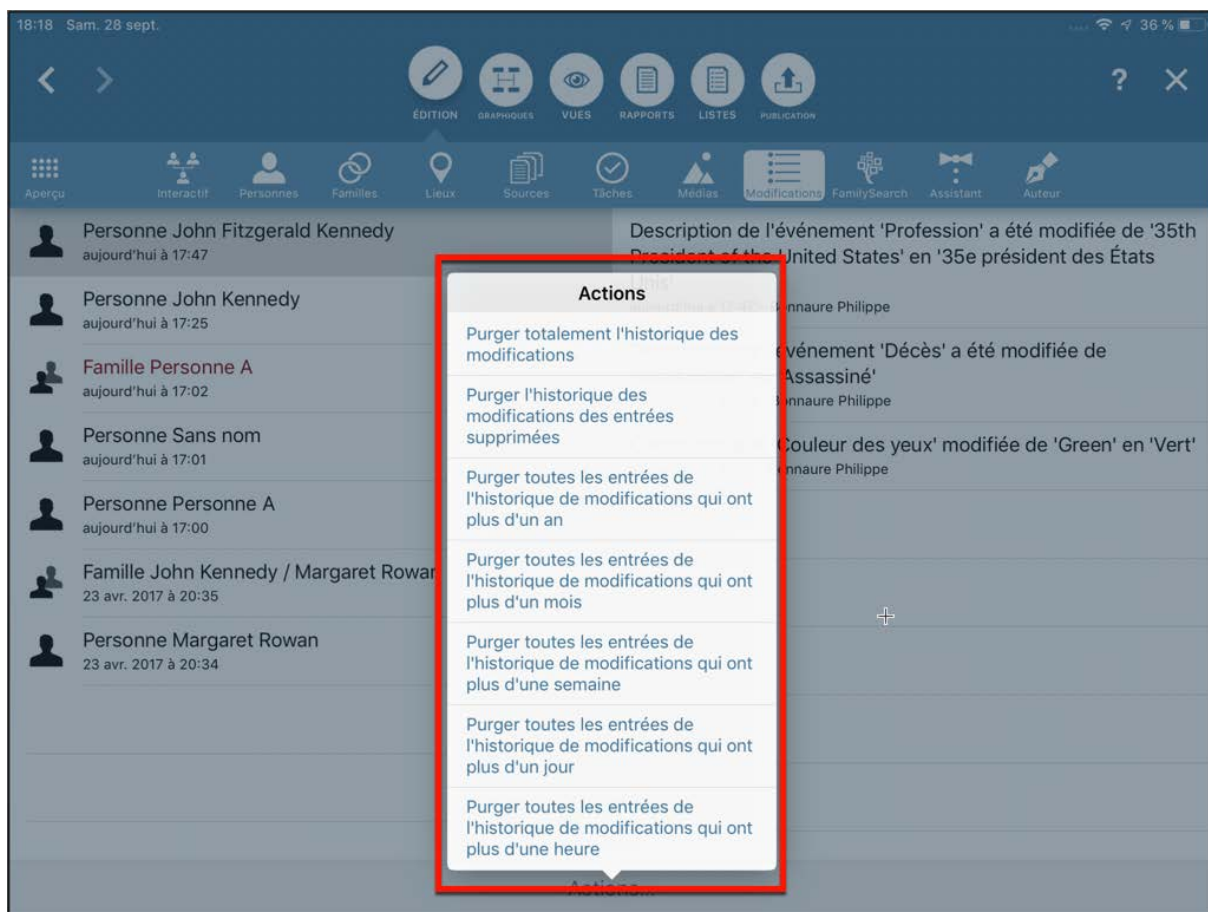 18:18 Sam. 28 sept.
36 %
?
ÉDITION
GRAPHIQUES
VUES
RAPPORTS
LISTES
PUBLICATION
Aperçu
Interactif
Personnes
Familles
Lieux
Sources
Tâches
Médias
Modifications
FamilySearch
Assistant
Auteur
Personne John Fitzgerald Kennedy
aujourd'hui à 17:47
Personne John Kennedy
aujourd'hui à 17:25
Famille Personne A
aujourd'hui à 17:02
Personne Sans nom
aujourd'hui à 17:01
Personne Personne A
aujourd'hui à 17:00
Famille John Kennedy / Margaret Rowan
23 avr. 2017 à 20:35
Personne Margaret Rowan
23 avr. 2017 à 20:34
Description de l'événement 'Profession' a été modifiée de '35th
President of the United States' en '35e président des États
Unis'
Bonnaure Philippe
événement 'Décès' a été modifiée de
'Assassiné'
Bonnaure Philippe
'Couleur des yeux' modifiée de 'Green' en 'Vert'
Bonnaure Philippe
Actions
Purger totalement l'historique des
modifications
Purger l'historique des
modifications des entrées
supprimées
Purger toutes les entrées de
l'historique de modifications qui ont
plus d'un an
Purger toutes les entrées de
l'historique de modifications qui ont
plus d'un mois
Purger toutes les entrées de
l'historique de modifications qui ont
plus d'une semaine
Purger toutes les entrées de
l'historique de modifications qui ont
plus d'un jour
Purger toutes les entrées de
l'historique de modifications qui ont
plus d'une heure
Actions...